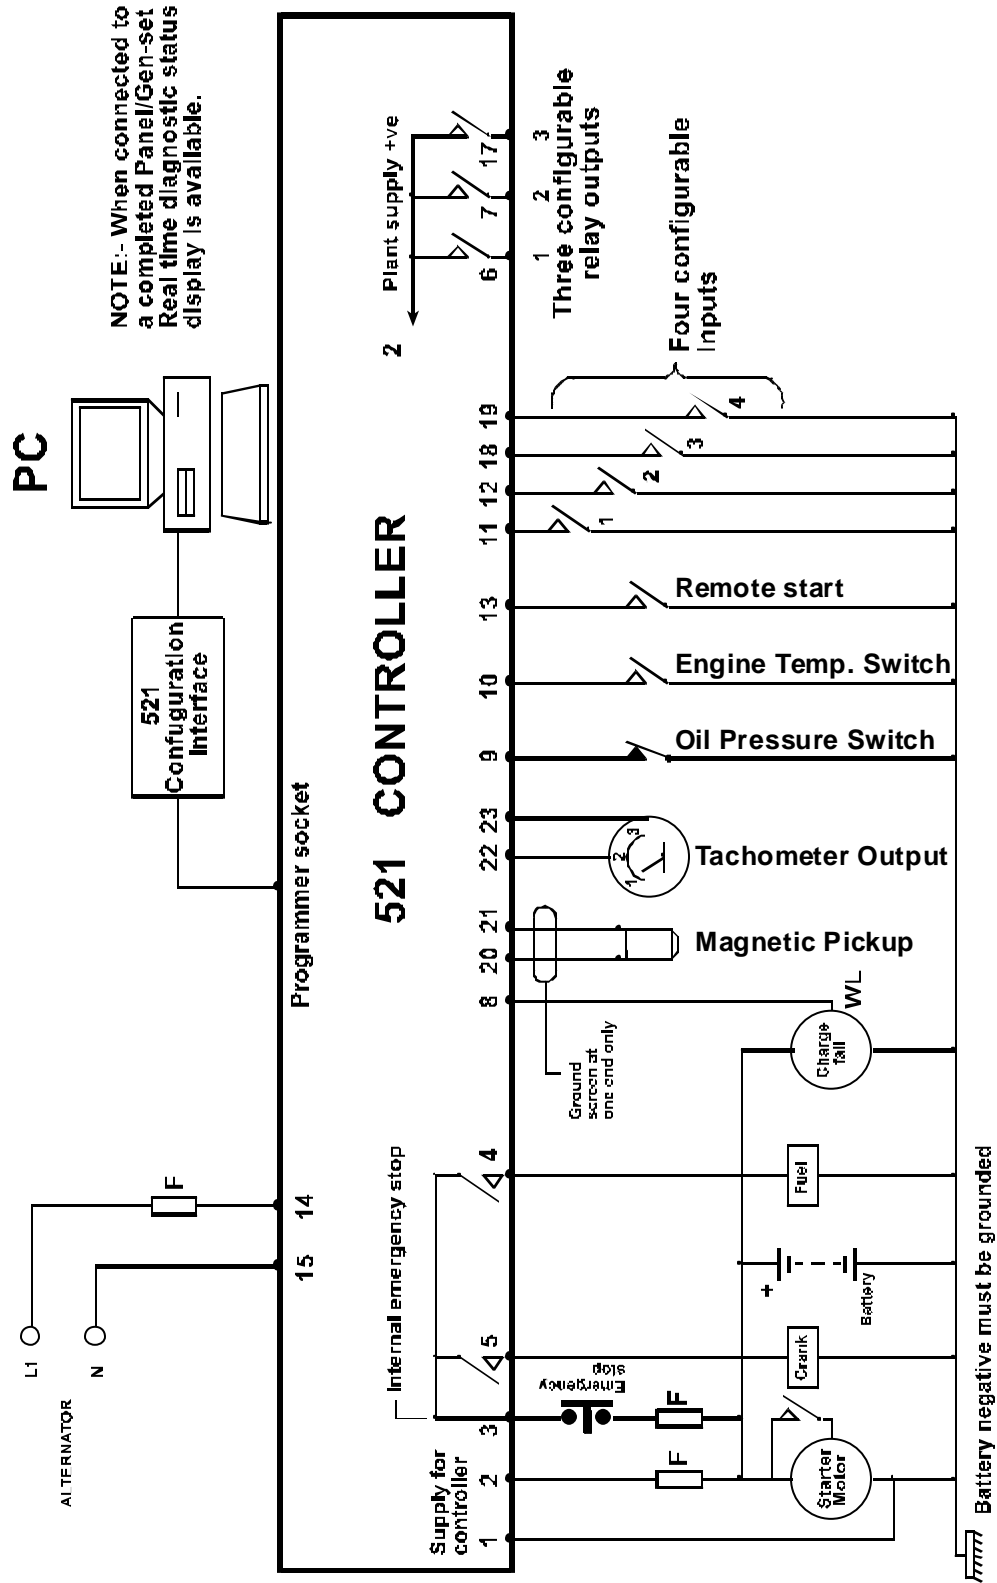 NOTE:- When connected to
a completed Panel/Gen-set
Real time diagnostic status
display is available.
PC
521
Confuguration
Interface
ALTERNATOR
L1
N
F
15
14
Programmer socket
521 CONTROLLER
Plant supply +ve
2
Internal emergency stop
Supply for
controller
1
2
3
5
4
8
20
21
22
23
9
10
13
11
12
18
19
6
7
17
1
2
3
Three configurable
relay outputs
Four configurable
Inputs
1
2
3
4
Remote start
Engine Temp. Switch
Oil Pressure Switch
1
2
3
Tachometer Output
Magnetic Pickup
Ground
screen at
one end only
WL
Charge
fail
Fuel
+
Battery
Crank
Emergency
stop
F
F
Starter
Motor
Battery negative must be grounded